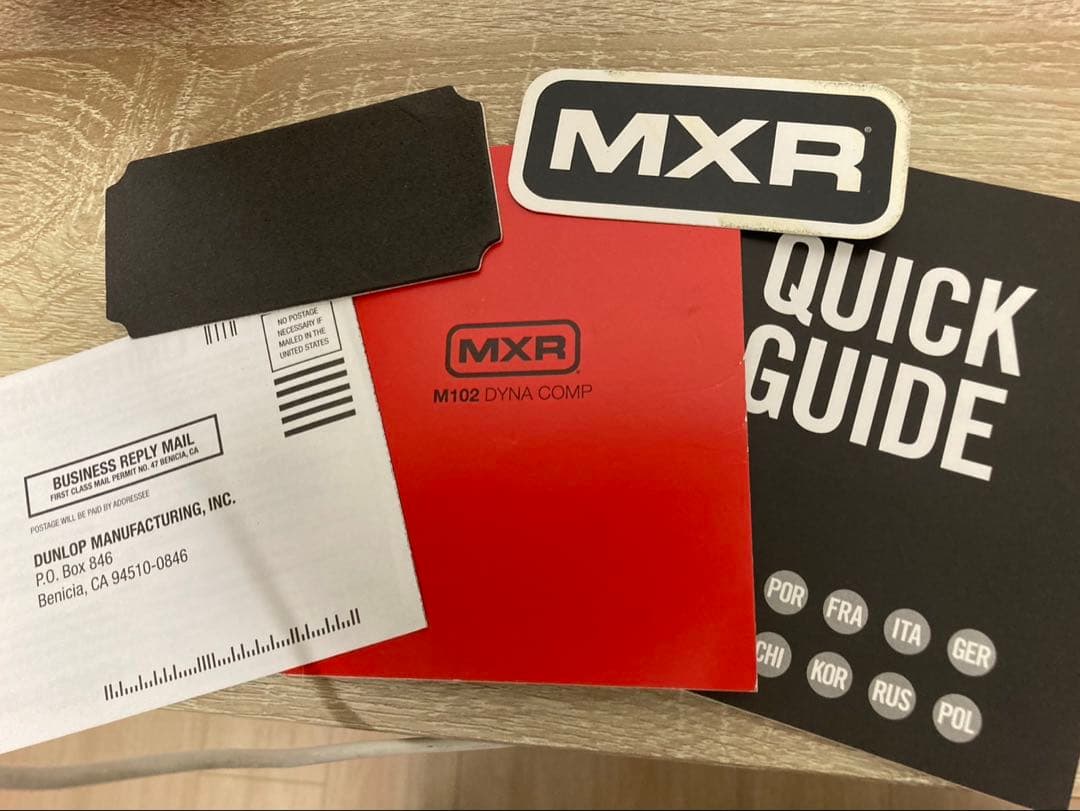 MXR®
QUICK
GUIDE
POR FRA ITA GER
CHI KOR RUS POL
MXR
M102 DYNA COMP
NO POSTAGE
NECESSARY IF
MAILED IN THE
UNITED STATES
BUSINESS REPLY MAIL
FIRST CLASS MAIL PERMIT NO. 47 BENICIA, CA
POSTAGE WILL BE PAID BY ADDRESSEE
DUNLOP MANUFACTURING, INC.
P.O. Box 846
Benicia, CA 94510-0846